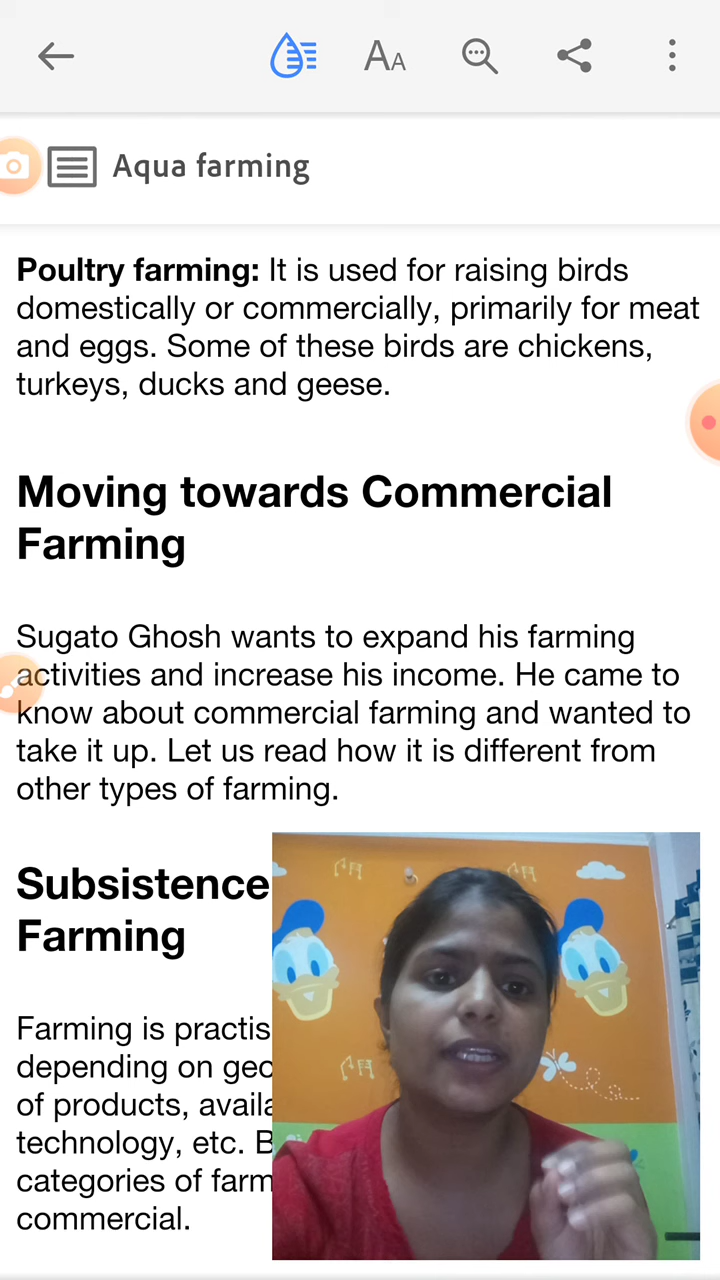 AA
Aqua farming
Poultry farming: It is used for raising birds
domestically or commercially, primarily for meat
and eggs. Some of these birds are chickens,
turkeys, ducks and geese.
Moving towards Commercial
Farming
Sugato Ghosh wants to expand his farming
activities and increase his income. He came to
know about commercial farming and wanted to
take it up. Let us read how it is different from
other types of farming.
Subsistence
Farming
Farming is practis
depending on geo
of products, availa
technology, etc. B
categories of farm
commercial.